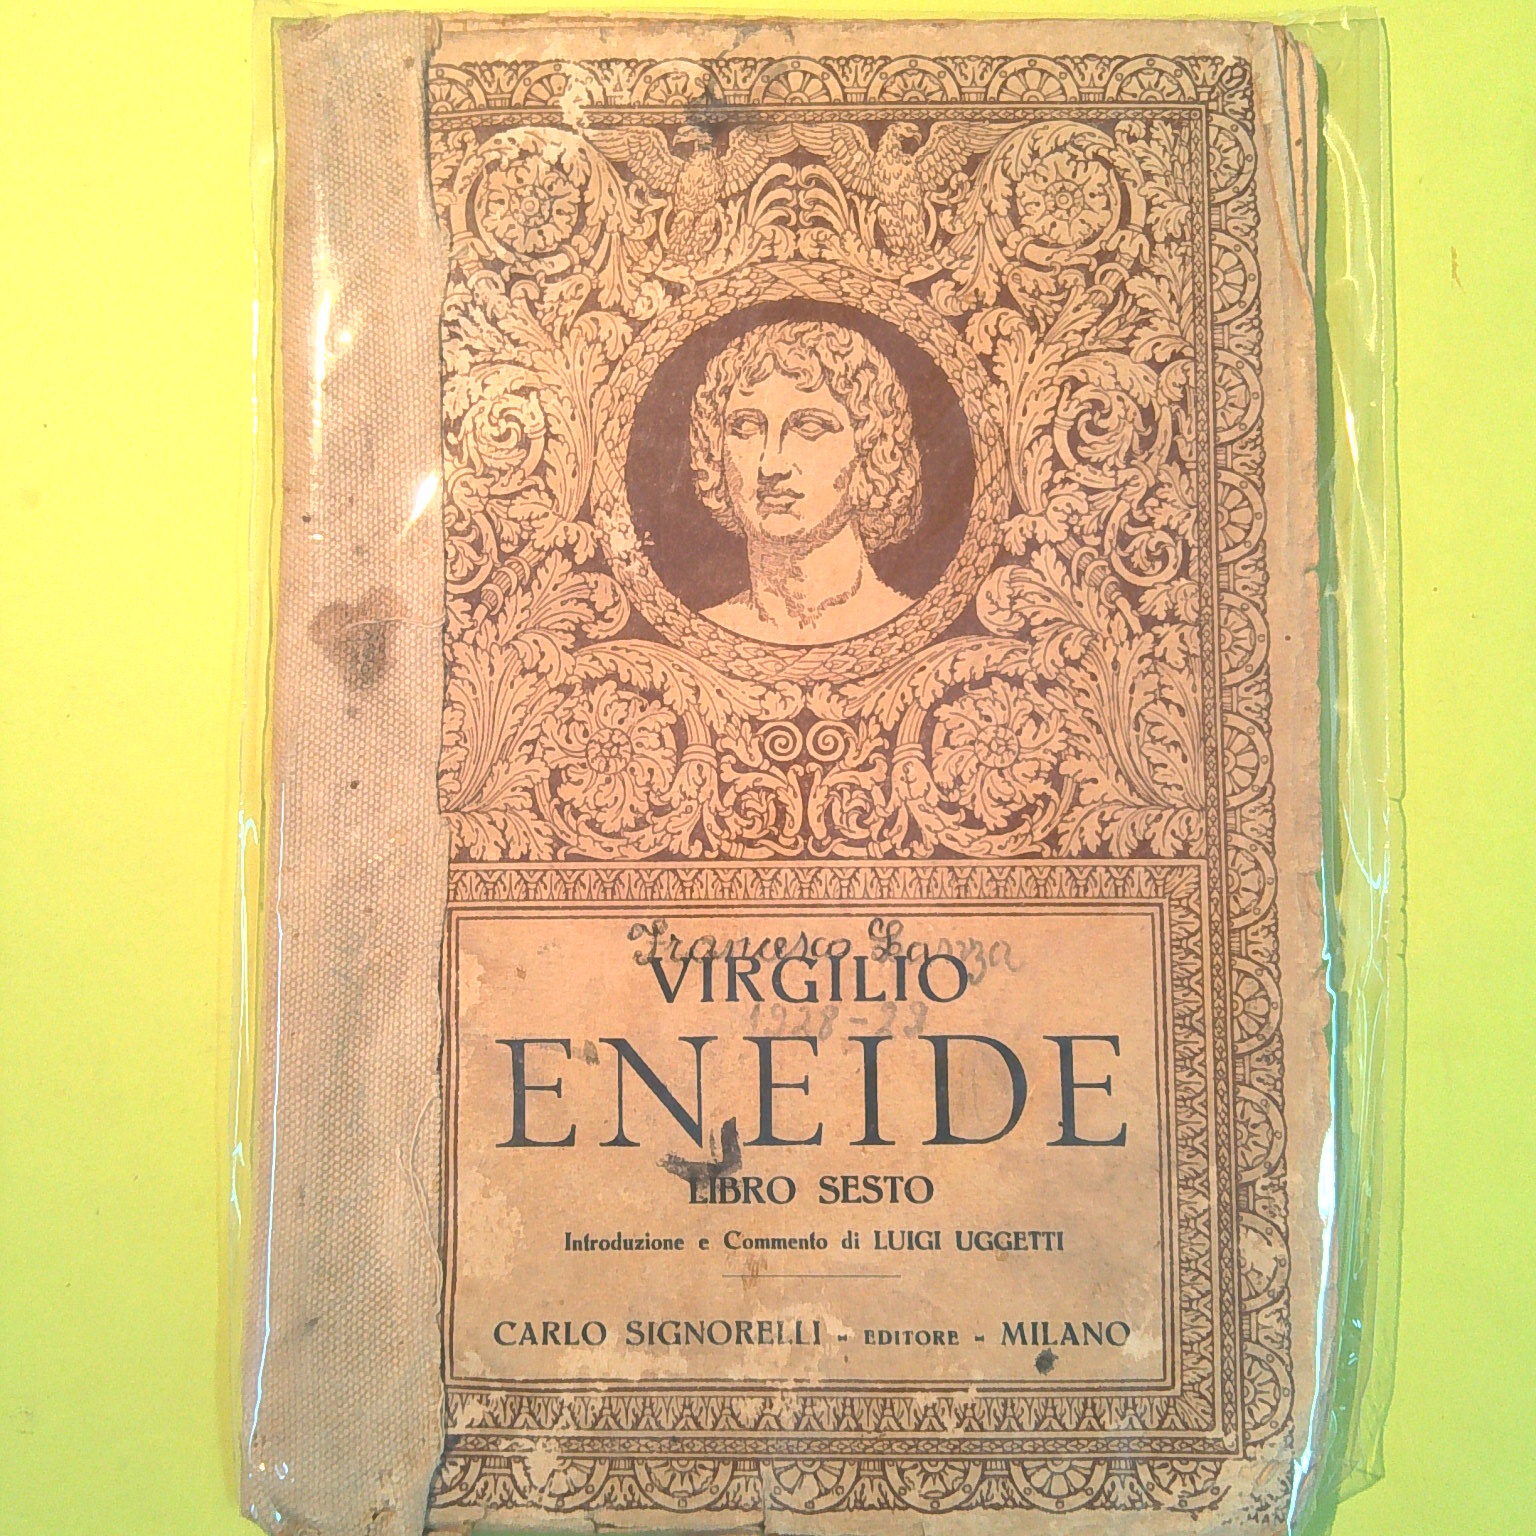 Francesco
VIRGILIO
1928-29
ENEIDE
LIBRO SESTO
Introduzione e Commento di LUIGI UGGETTI
CARLO SIGNORELLI - EDITORE - MILANO